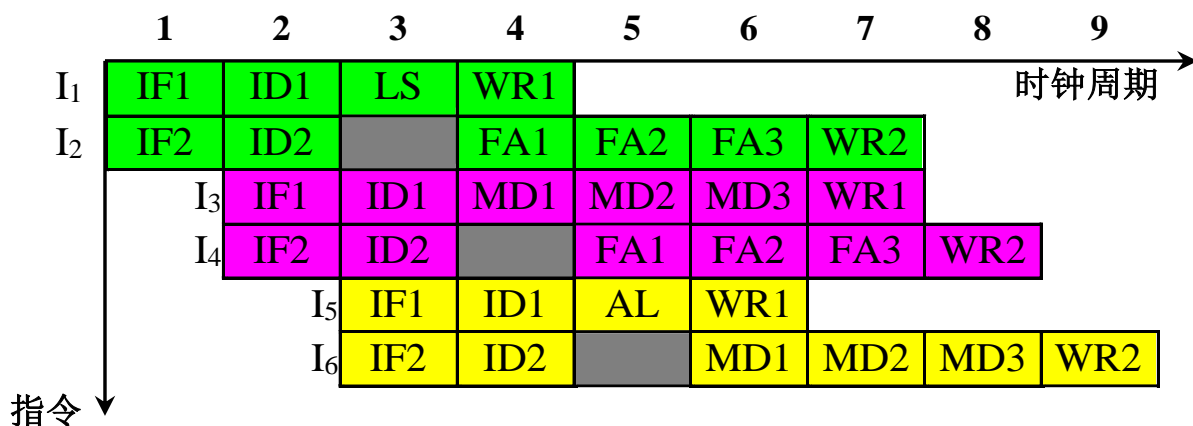 1 2 3 4 5 6 7 8 9
时钟周期
I1 IF1 ID1 LS WR1
I2 IF2 ID2 FA1 FA2 FA3 WR2
I3 IF1 ID1 MD1 MD2 MD3 WR1
I4 IF2 ID2 FA1 FA2 FA3 WR2
I5 IF1 ID1 AL WR1
I6 IF2 ID2 MD1 MD2 MD3 WR2
指令